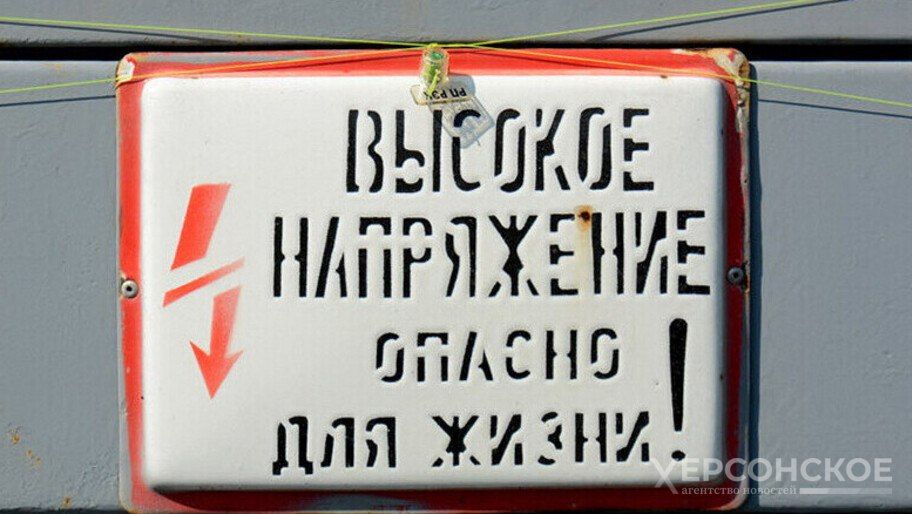 ВЫСОКОЕ
НАПРЯЖЕНИЕ
ОПАСНО
ДЛЯ ЖИЗНИ!
ХЕРСОНСКОЕ
агентство новостей